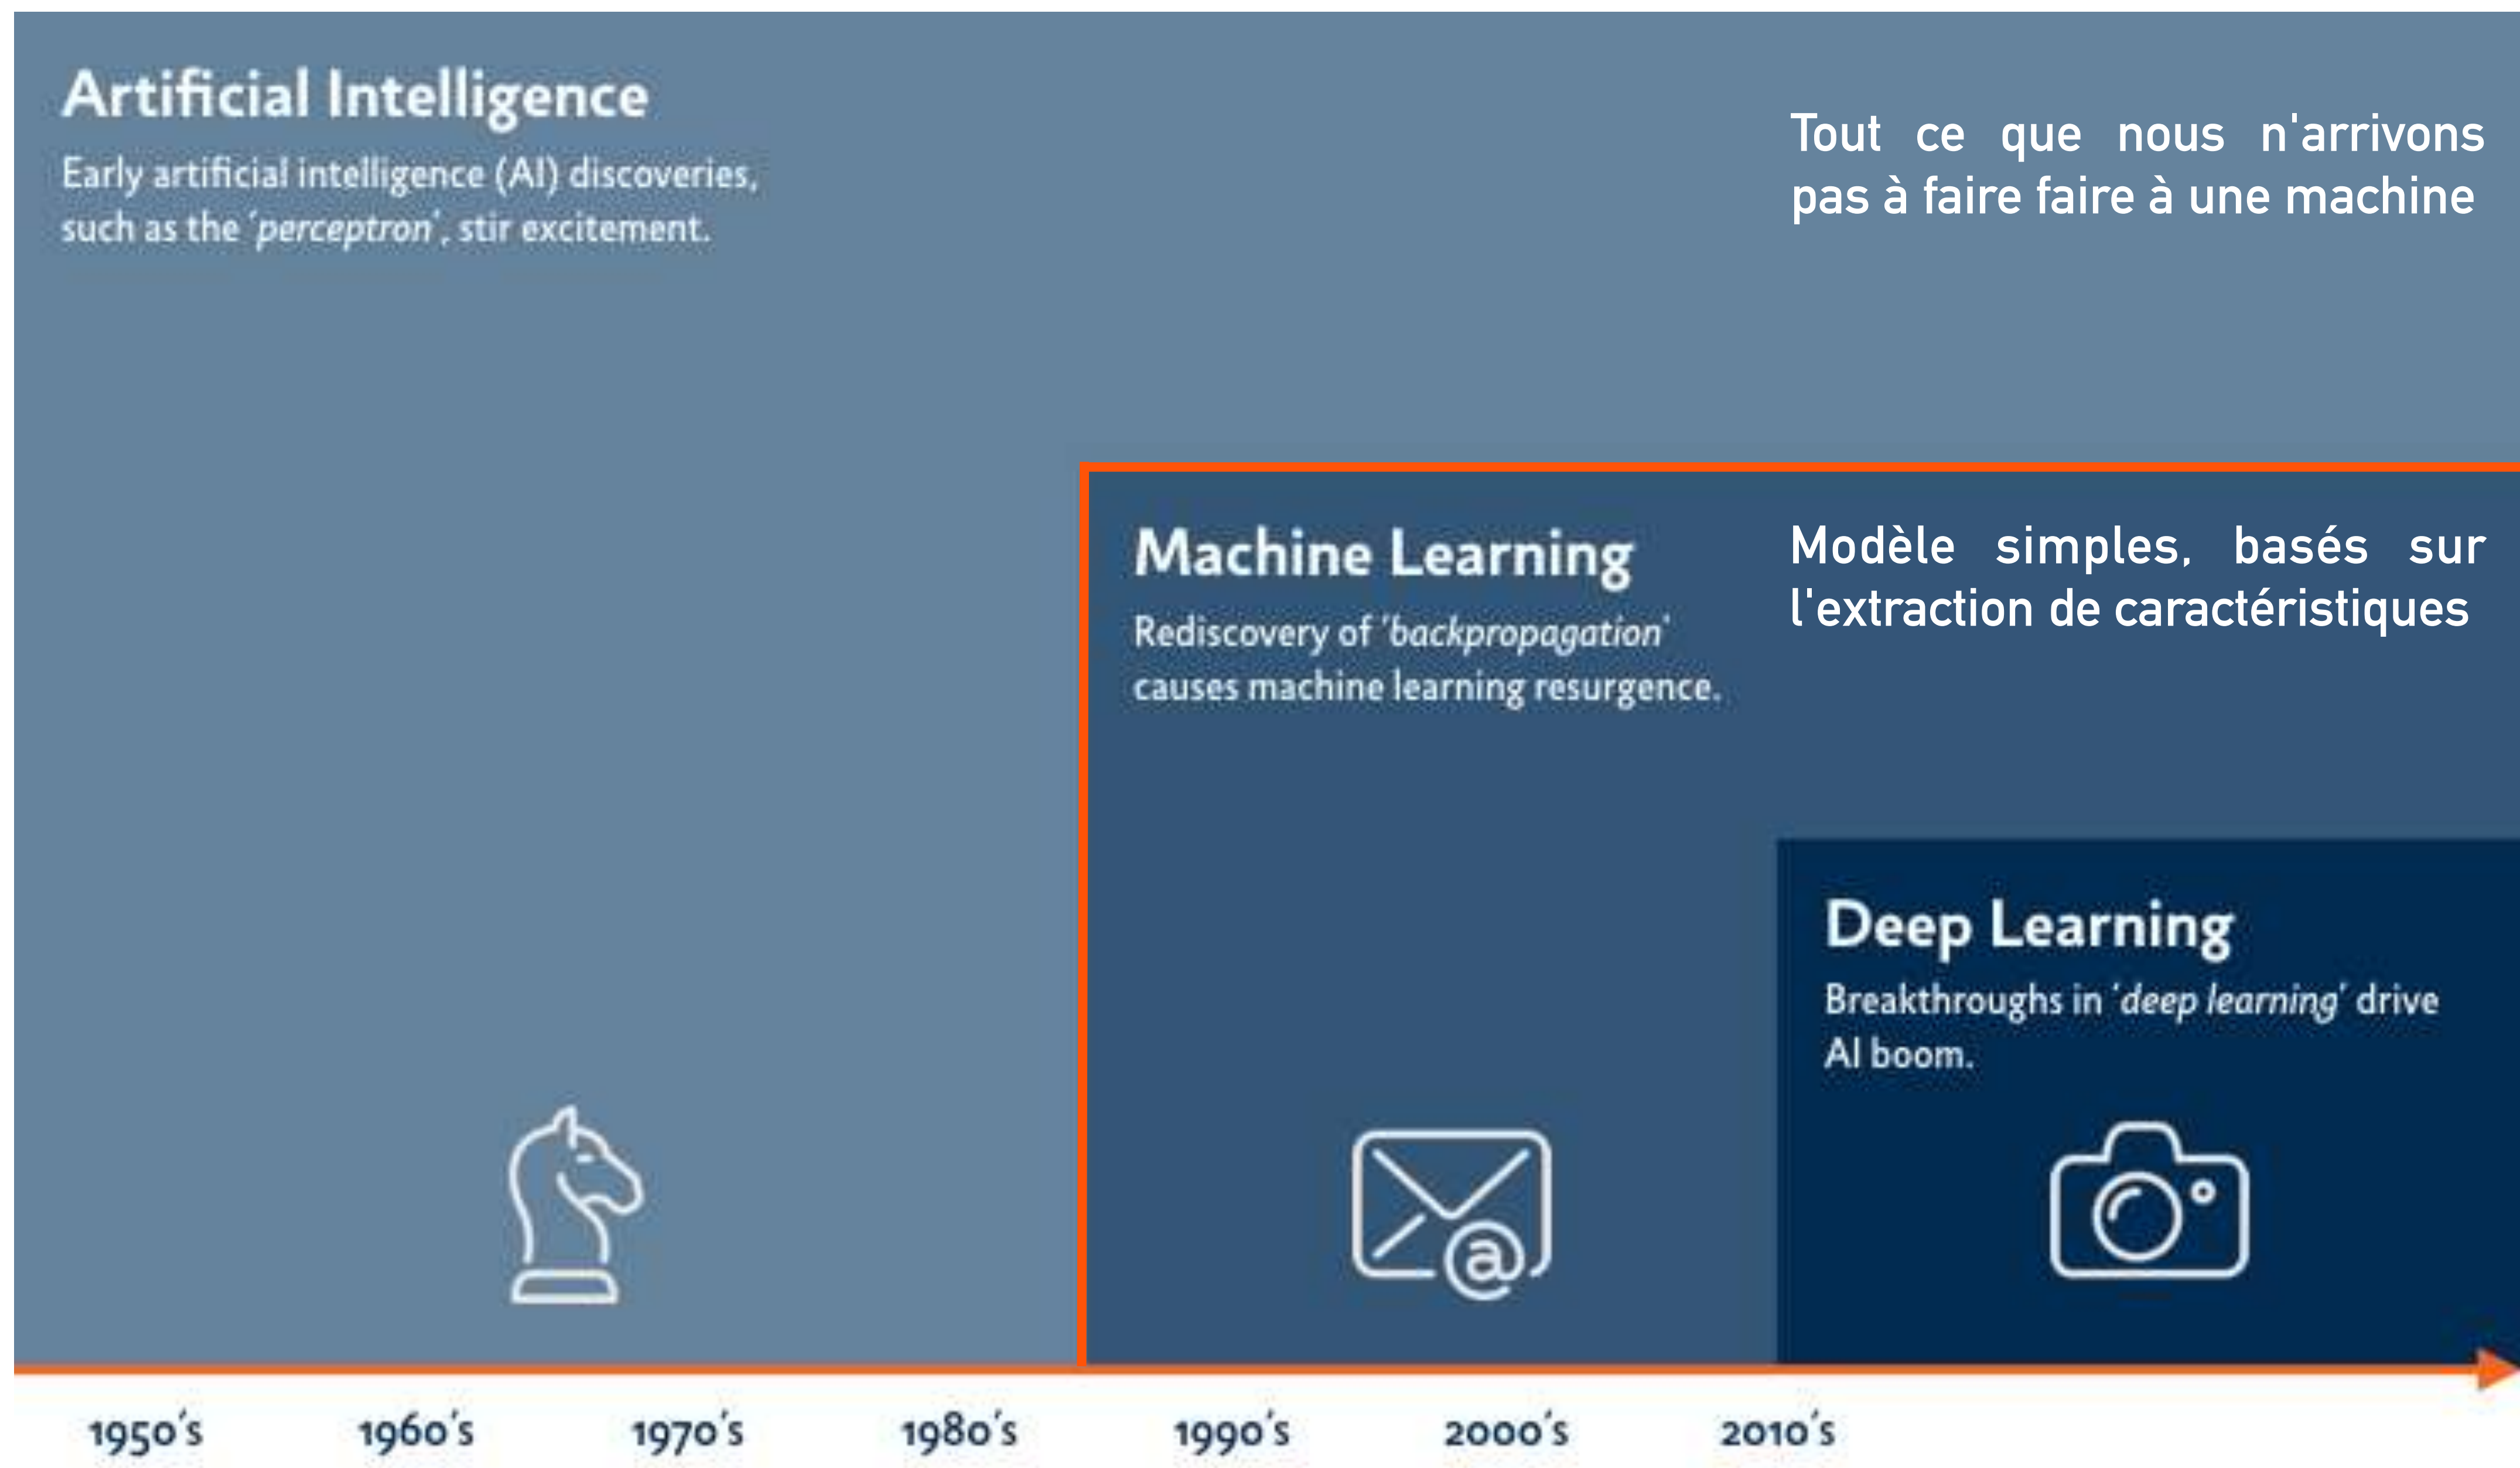 Artificial Intelligence
Early artificial intelligence (AI) discoveries,
such as the ‘perceptron’, stir excitement.
Tout ce que nous n'arrivons
pas à faire faire à une machine
Machine Learning
Rediscovery of ‘backpropagation’
causes machine learning resurgence.
Modèle simples, basés sur
l'extraction de caractéristiques
Deep Learning
Breakthroughs in ‘deep learning’ drive
AI boom.
@
1950’s 1960’s 1970’s 1980’s 1990’s 2000’s 2010’s